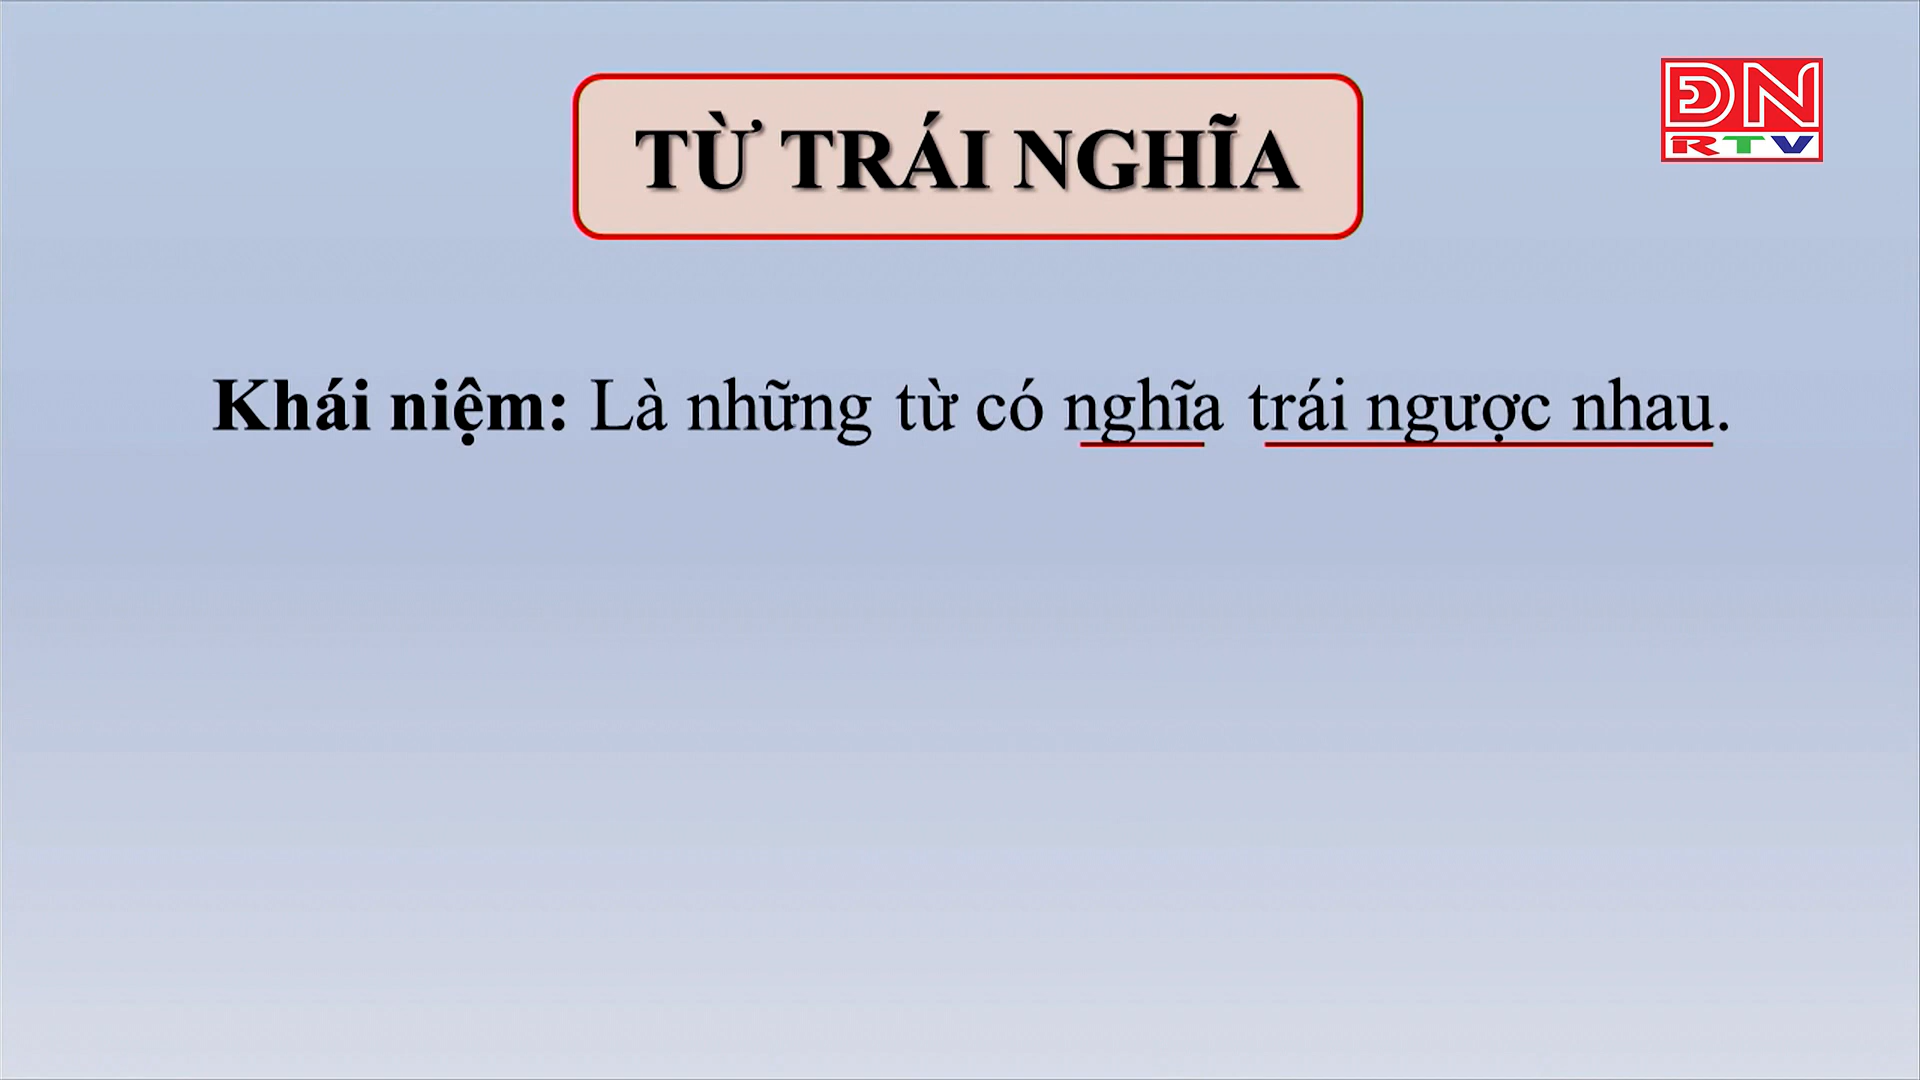 TỪ TRÁI NGHĨA
ĐN
RTV
Khái niệm: Là những từ có nghĩa trái ngược nhau.